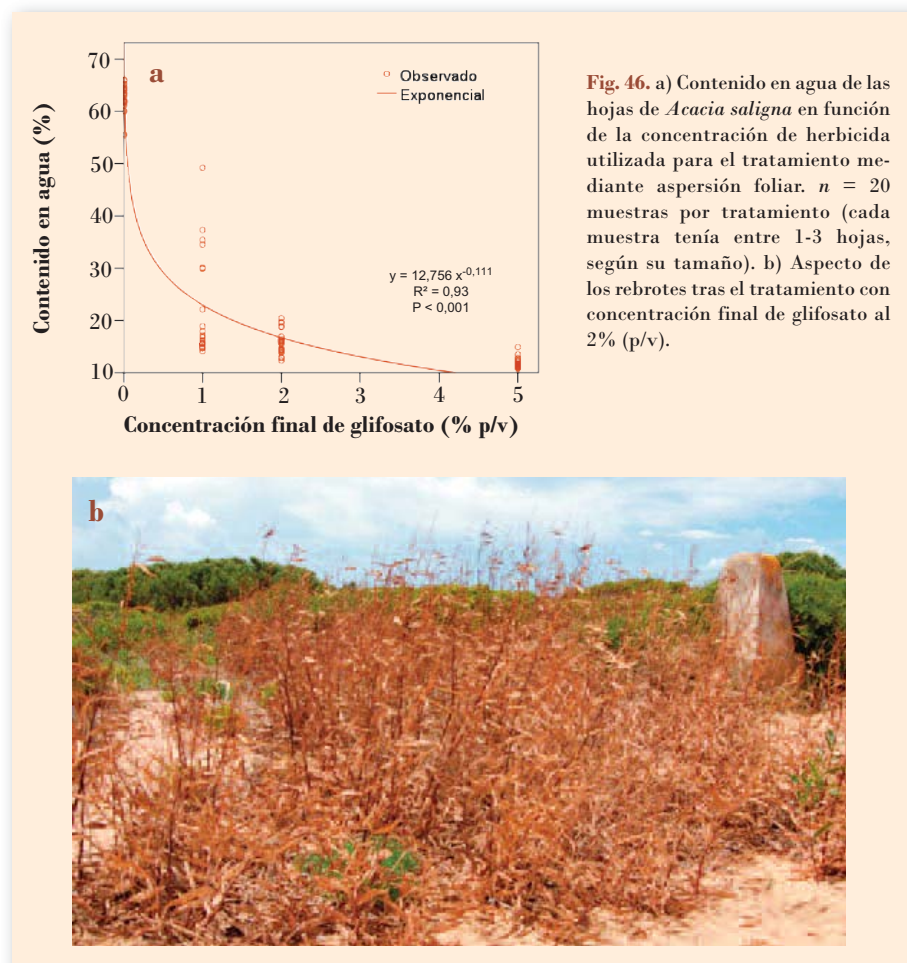 a
70
60
50
40
30
20
10
0 1 2 3 4 5
Contenido en agua (%)
Concentración final de glifosato (% p/v)
Observado
Exponencial
y = 12,756 x-0,111
R² = 0,93
P < 0,001
Fig. 46. a) Contenido en agua de las
hojas de Acacia saligna en función
de la concentración de herbicida
utilizada para el tratamiento me-
diante aspersión foliar. n = 20
muestras por tratamiento (cada
muestra tenía entre 1-3 hojas,
según su tamaño). b) Aspecto de
los rebrotes tras el tratamiento con
concentración final de glifosato al
2% (p/v).
b